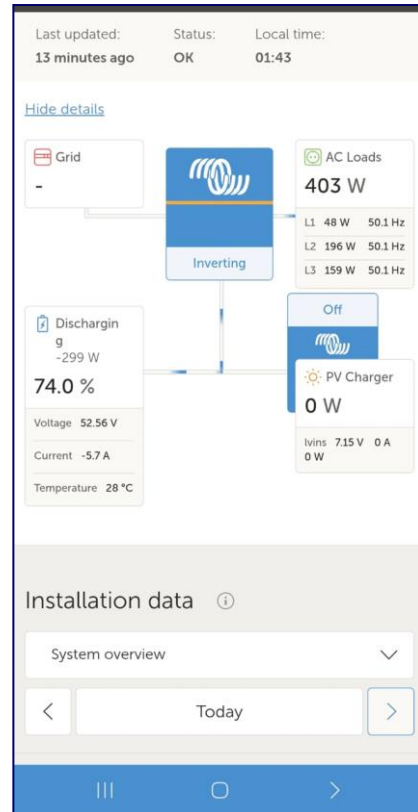 Last updated: Status: Local time:
13 minutes ago OK 01:43
Hide details
Grid
-
Inverting
AC Loads
403 W
L1 48 W 50.1 Hz
L2 196 W 50.1 Hz
L3 159 W 50.1 Hz
Dischargin
g
-299 W
74.0 %
Voltage 52.56 V
Current -5.7 A
Temperature 28 °C
Off
PV Charger
0 W
Ivins 7.15 V 0 A
0 W
Installation data
System overview
Today